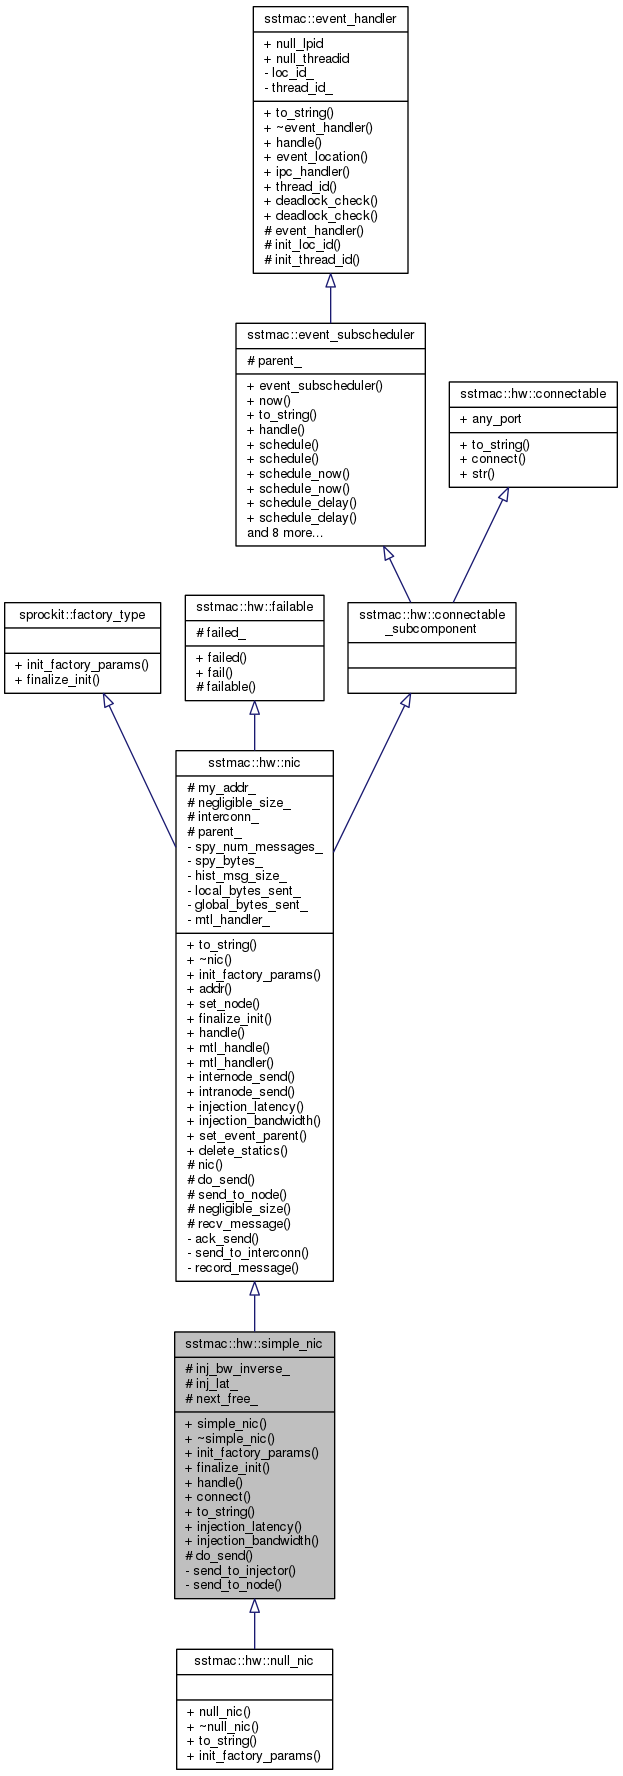 sstmac::event_handler
+ null_lpid
+ null_threadid
- loc_id_
- thread_id_
+ to_string()
+ ~event_handler()
+ handle()
+ event_location()
+ ipc_handler()
+ thread_id()
+ deadlock_check()
+ deadlock_check()
# event_handler()
# init_loc_id()
# init_thread_id()
sstmac::event_subscheduler
# parent_
+ event_subscheduler()
+ now()
+ to_string()
+ handle()
+ schedule()
+ schedule()
+ schedule_now()
+ schedule_now()
+ schedule_delay()
+ schedule_delay()
and 8 more...
sstmac::hw::connectable
+ any_port
+ to_string()
+ connect()
+ str()
sprockit::factory_type
+ init_factory_params()
+ finalize_init()
sstmac::hw::failable
# failed_
+ failed()
+ fail()
# failable()
sstmac::hw::connectable
_subcomponent
sstmac::hw::nic
# my_addr_
# negligible_size_
# interconn_
# parent_
- spy_num_messages_
- spy_bytes_
- hist_msg_size_
- local_bytes_sent_
- global_bytes_sent_
- mtl_handler_
+ to_string()
+ ~nic()
+ init_factory_params()
+ addr()
+ set_node()
+ finalize_init()
+ handle()
+ mtl_handle()
+ mtl_handler()
+ internode_send()
+ intranode_send()
+ injection_latency()
+ injection_bandwidth()
+ set_event_parent()
+ delete_statics()
# nic()
# do_send()
# send_to_node()
# negligible_size()
# recv_message()
- ack_send()
- send_to_interconn()
- record_message()
sstmac::hw::simple_nic
# inj_bw_inverse_
# inj_lat_
# next_free_
+ simple_nic()
+ ~simple_nic()
+ init_factory_params()
+ finalize_init()
+ handle()
+ connect()
+ to_string()
+ injection_latency()
+ injection_bandwidth()
# do_send()
- send_to_injector()
- send_to_node()
sstmac::hw::null_nic
+ null_nic()
+ ~null_nic()
+ to_string()
+ init_factory_params()